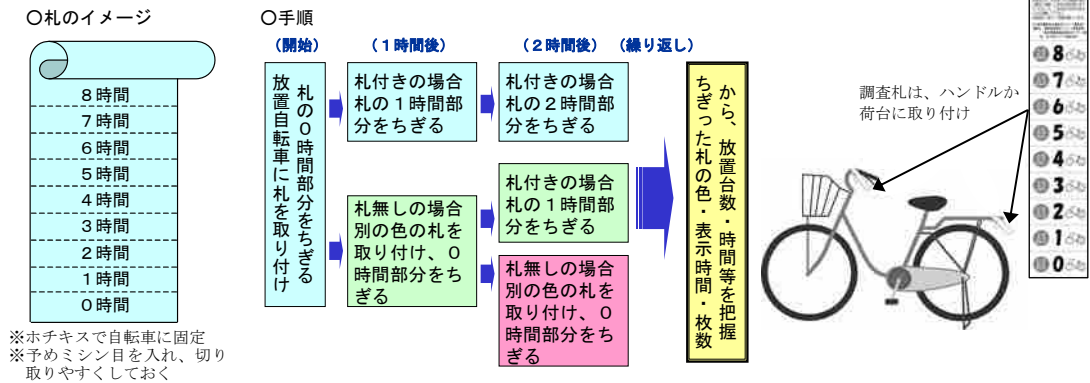 〇札のイメージ
8時間
7時間
6時間
5時間
4時間
3時間
2時間
1時間
0時間
※ホチキスで自転車に固定
※予めミシン目を入れ、切り
取りやすくしておく
〇手順
(開始)
(1時間後)
(2時間後)
(繰り返し)
札の0時間部分をちぎる
放置自転車に札を取り付け
札付きの場合
札の1時間部
分をちぎる
札無しの場合
別の色の札を
取り付け、0
時間部分をち
ぎる
札付きの場合
札の2時間部
分をちぎる
札付きの場合
札の1時間部
分をちぎる
札無しの場合
別の色の札を
取り付け、0
時間部分をち
ぎる
から、放置台数・時間等を把握
ちぎった札の色・表示時間・枚数
調査札は、ハンドルか
荷台に取り付け
8
7
6
5
4
3
2
1
0